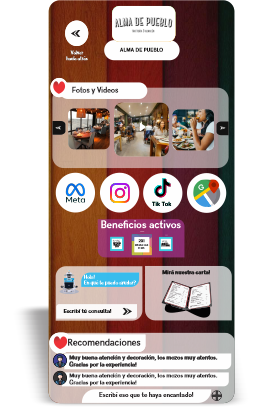 ALMA DE PUEBLO
Volver
ALMA DE PUEBLO
Fotos y Videos
Meta
Tik Tok
Beneficios activos
Hola!
En que te puedo ayudar?
Escribí tu consulta!
Mirá nuestra carta!
Recomendaciones
Muy buena atención y decoración, los mozos muy atentos.
Gracias por la experiencia!
Muy buena atención y decoración, los mozos muy atentos.
Gracias por la experiencia!
Escribí eso que te haya encantado!